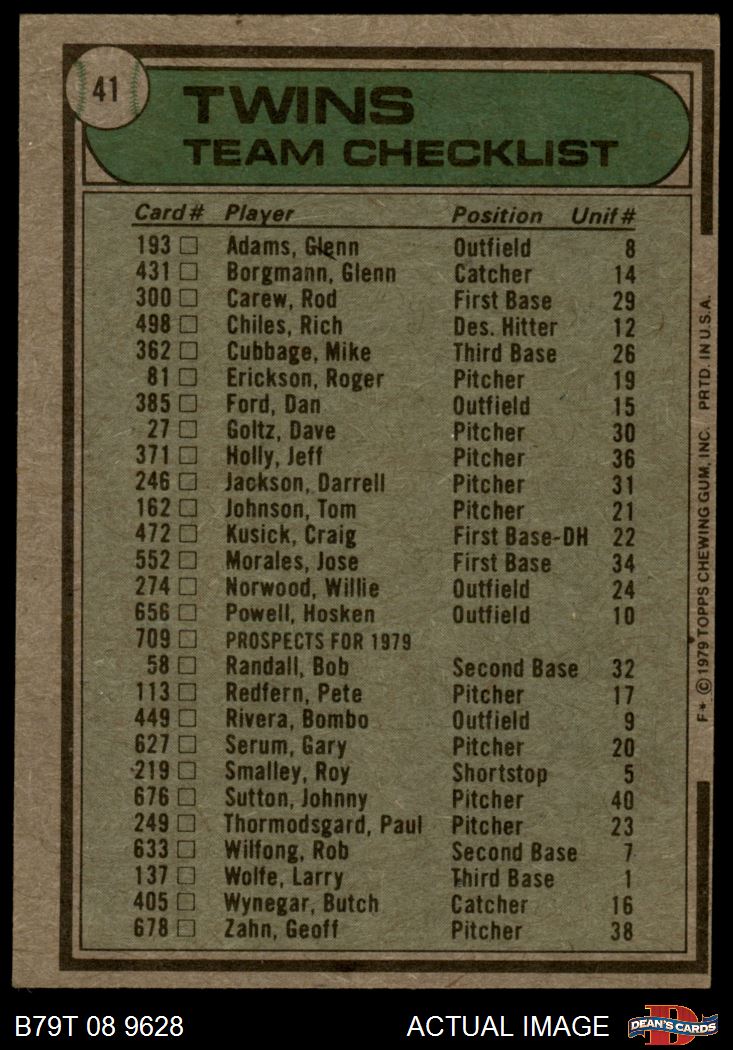 41
TWINS
TEAM CHECKLIST
Card# Player Position Unif#
193 Adams, Glenn Outfield 8
431 Borgmann, Glenn Catcher 14
300 Carew, Rod First Base 29
498 Chiles, Rich Des. Hitter 12
362 Cubbage, Mike Third Base 26
81 Erickson, Roger Pitcher 19
385 Ford, Dan Outfield 15
27 Goltz, Dave Pitcher 30
371 Holly, Jeff Pitcher 36
246 Jackson, Darrell Pitcher 31
162 Johnson, Tom Pitcher 21
472 Kusick, Craig First Base-DH 22
552 Morales, Jose First Base 34
274 Norwood, Willie Outfield 24
656 Powell, Hosken Outfield 10
709 PROSPECTS FOR 1979
58 Randall, Bob Second Base 32
113 Redfern, Pete Pitcher 17
449 Rivera, Bombo Outfield 9
627 Serum, Gary Pitcher 20
219 Smalley, Roy Shortstop 5
676 Sutton, Johnny Pitcher 40
249 Thormodsgard, Paul Pitcher 23
633 Wilfong, Rob Second Base 7
137 Wolfe, Larry Third Base 1
405 Wynegar, Butch Catcher 16
678 Zahn, Geoff Pitcher 38
F* © 1979 TOPPS CHEWING GUM, INC. PRTD. IN U.S.A.
B79T 08 9628 ACTUAL IMAGE DEAN'S CARDS